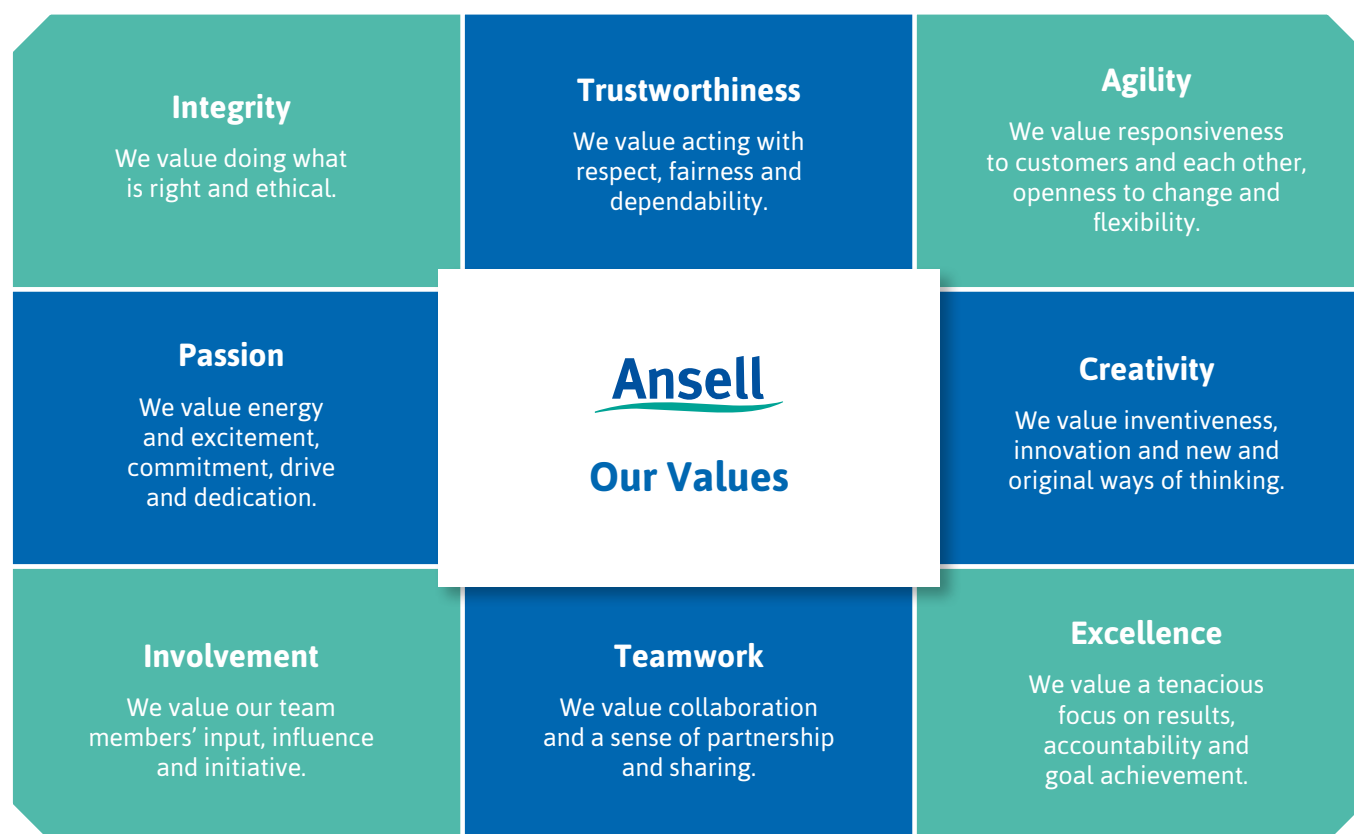 Integrity
We value doing what
is right and ethical.
Trustworthiness
We value acting with
respect, fairness and
dependability.
Agility
We value responsiveness
to customers and each other,
openness to change and
flexibility.
Passion
We value energy
and excitement,
commitment, drive
and dedication.
Ansell
Our Values
Creativity
We value inventiveness,
innovation and new and
original ways of thinking.
Involvement
We value our team
members’ input, influence
and initiative.
Teamwork
We value collaboration
and a sense of partnership
and sharing.
Excellence
We value a tenacious
focus on results,
accountability and
goal achievement.